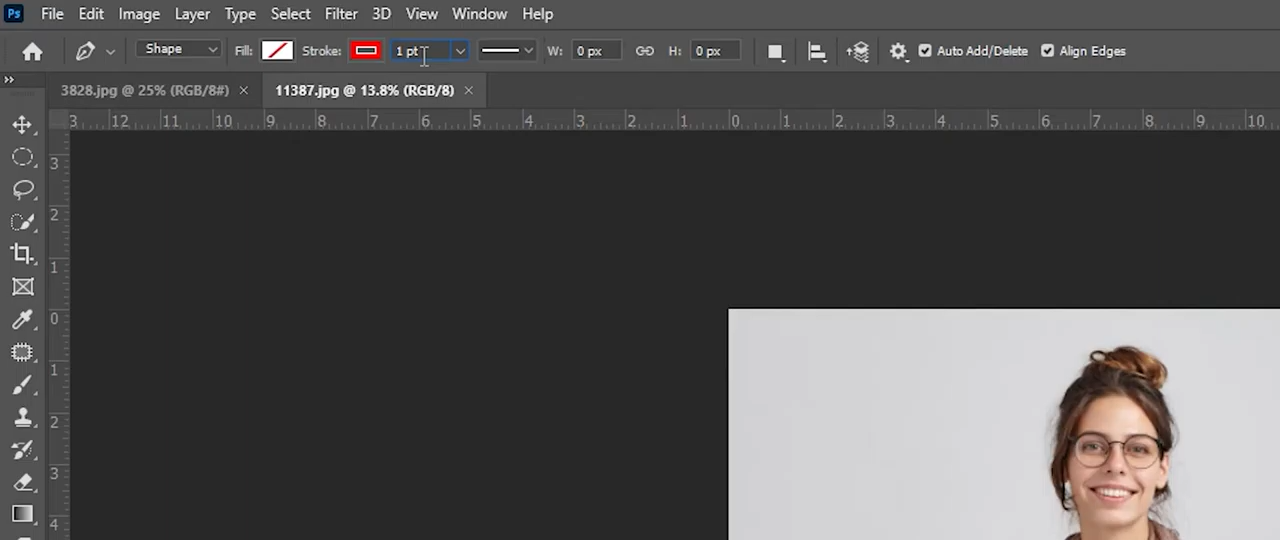 Ps File Edit Image Layer Type Select Filter 3D View Window Help
Shape Fill: Stroke: 1 pt W: 0 px H: 0 px Auto Add/Delete Align Edges
3828.jpg @ 25% (RGB/8#) × 11387.jpg @ 13.8% (RGB/8) ×
3 12 11 10 9 8 7 6 5 4 3 2 1 0 1 2 3 4 5 6 7 8 9 10
3
2
1
0
1
2
3
4